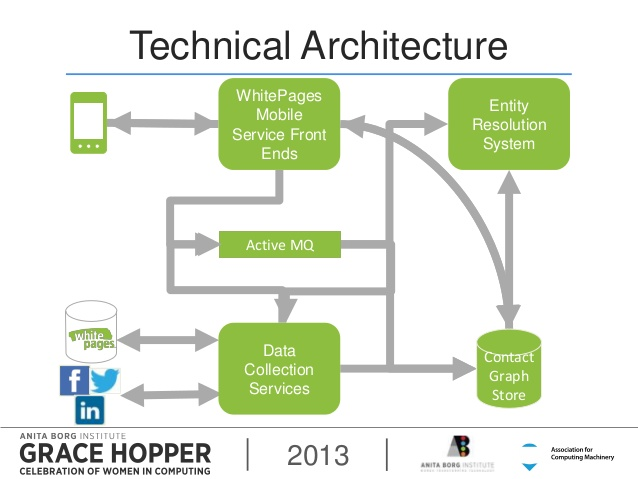 Technical Architecture
WhitePages
Mobile
Service Front
Ends
Entity
Resolution
System
Active MQ
white
pages
Data
Collection
Services
Contact
Graph
Store
f
in
ANITA BORG INSTITUTE
GRACE HOPPER
CELEBRATION OF WOMEN IN COMPUTING
2013
ANITA BORG INSTITUTE
Association for
Computing Machinery